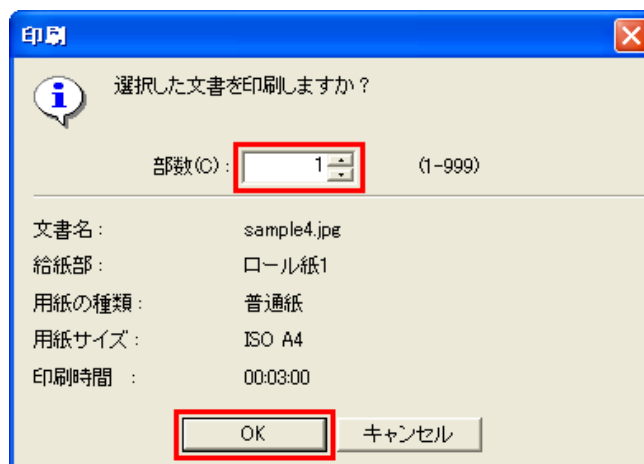 印刷
選択した文書を印刷しますか？
部数(C)： 1 (1-999)
文書名： sample4.jpg
給紙部： ロール紙1
用紙の種類： 普通紙
用紙サイズ： ISO A4
印刷時間 ： 00:03:00
OK キャンセル